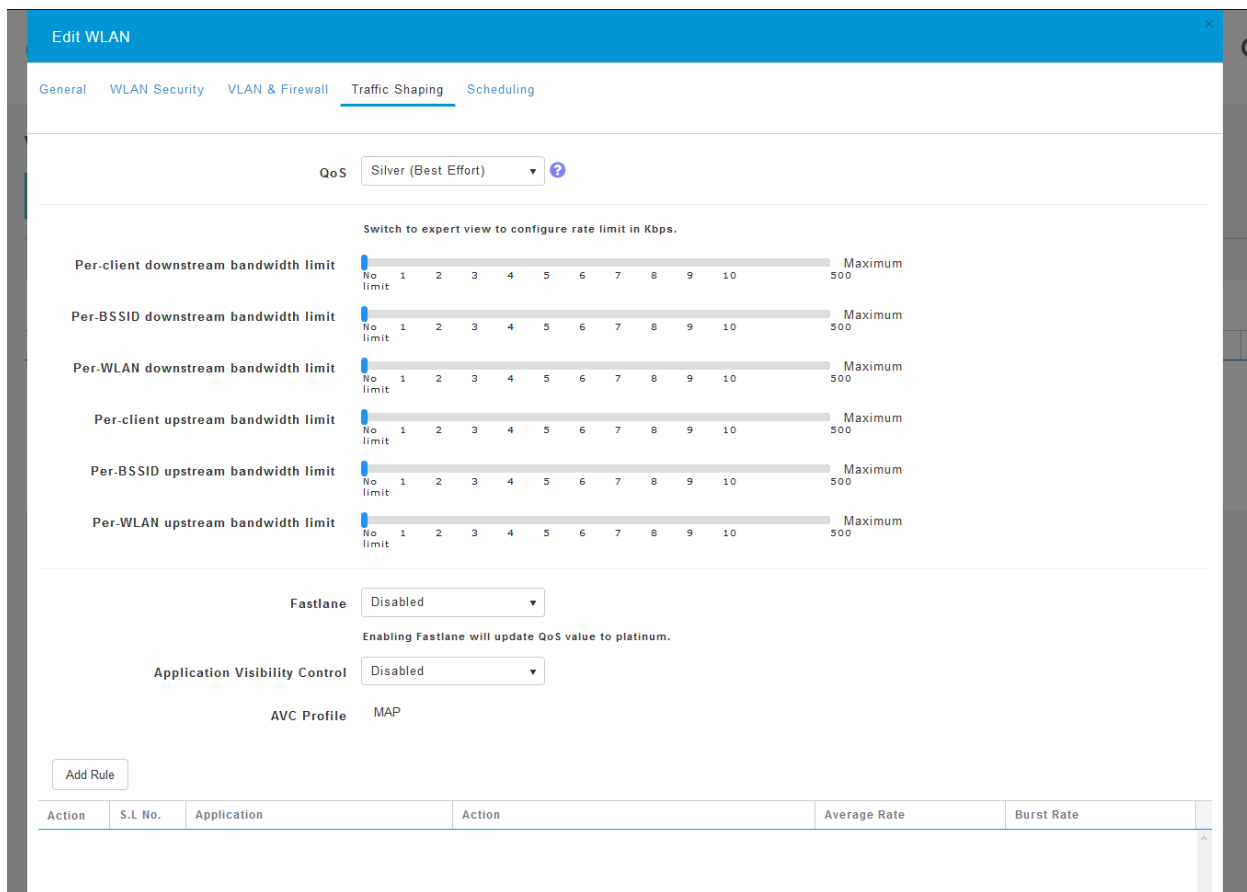 Edit WLAN
General WLAN Security VLAN & Firewall Traffic Shaping Scheduling
QoS Silver (Best Effort) ?
Switch to expert view to configure rate limit in Kbps.
Per-client downstream bandwidth limit Maximum
No limit 1 2 3 4 5 6 7 8 9 10 500
Per-BSSID downstream bandwidth limit Maximum
No limit 1 2 3 4 5 6 7 8 9 10 500
Per-WLAN downstream bandwidth limit Maximum
No limit 1 2 3 4 5 6 7 8 9 10 500
Per-client upstream bandwidth limit Maximum
No limit 1 2 3 4 5 6 7 8 9 10 500
Per-BSSID upstream bandwidth limit Maximum
No limit 1 2 3 4 5 6 7 8 9 10 500
Per-WLAN upstream bandwidth limit Maximum
No limit 1 2 3 4 5 6 7 8 9 10 500
Fastlane Disabled
Enabling Fastlane will update QoS value to platinum.
Application Visibility Control Disabled
AVC Profile MAP
Add Rule
Action S.L No. Application Action Average Rate Burst Rate